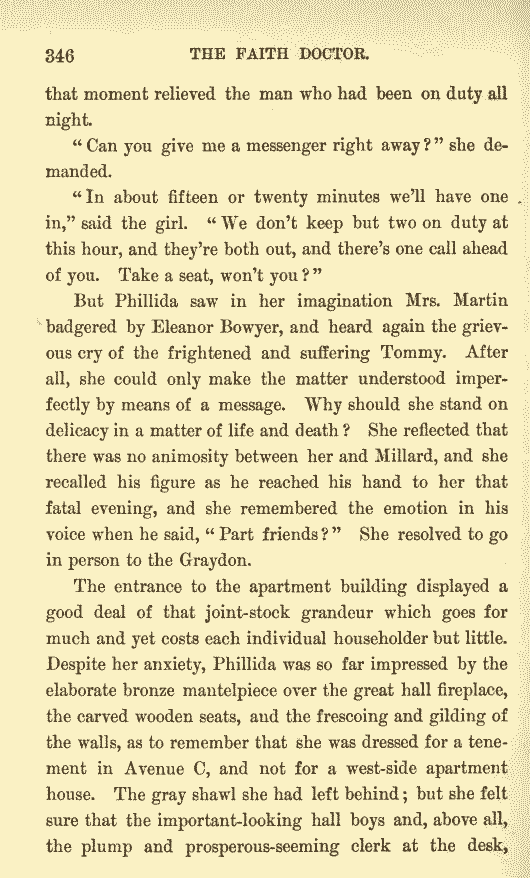 346 THE FAITH DOCTOR.
that moment relieved the man who had been on duty all
night.
“Can you give me a messenger right away?” she de-
manded.
“In about fifteen or twenty minutes we’ll have one
in,” said the girl. “We don’t keep but two on duty at
this hour, and they’re both out, and there’s one call ahead
of you. Take a seat, won’t you?”
But Phillida saw in her imagination Mrs. Martin
badgered by Eleanor Bowyer, and heard again the griev-
ous cry of the frightened and suffering Tommy. After
all, she could only make the matter understood imper-
fectly by means of a message. Why should she stand on
delicacy in a matter of life and death? She reflected that
there was no animosity between her and Millard, and she
recalled his figure as he reached his hand to her that
fatal evening, and she remembered the emotion in his
voice when he said, “Part friends?” She resolved to go
in person to the Graydon.
The entrance to the apartment building displayed a
good deal of that joint-stock grandeur which goes for
much and yet costs each individual householder but little.
Despite her anxiety, Phillida was so far impressed by the
elaborate bronze mantelpiece over the great hall fireplace,
the carved wooden seats, and the frescoing and gilding of
the walls, as to remember that she was dressed for a tene-
ment in Avenue C, and not for a west-side apartment
house. The gray shawl she had left behind; but she felt
sure that the important-looking hall boys and, above all,
the plump and prosperous-seeming clerk at the desk,